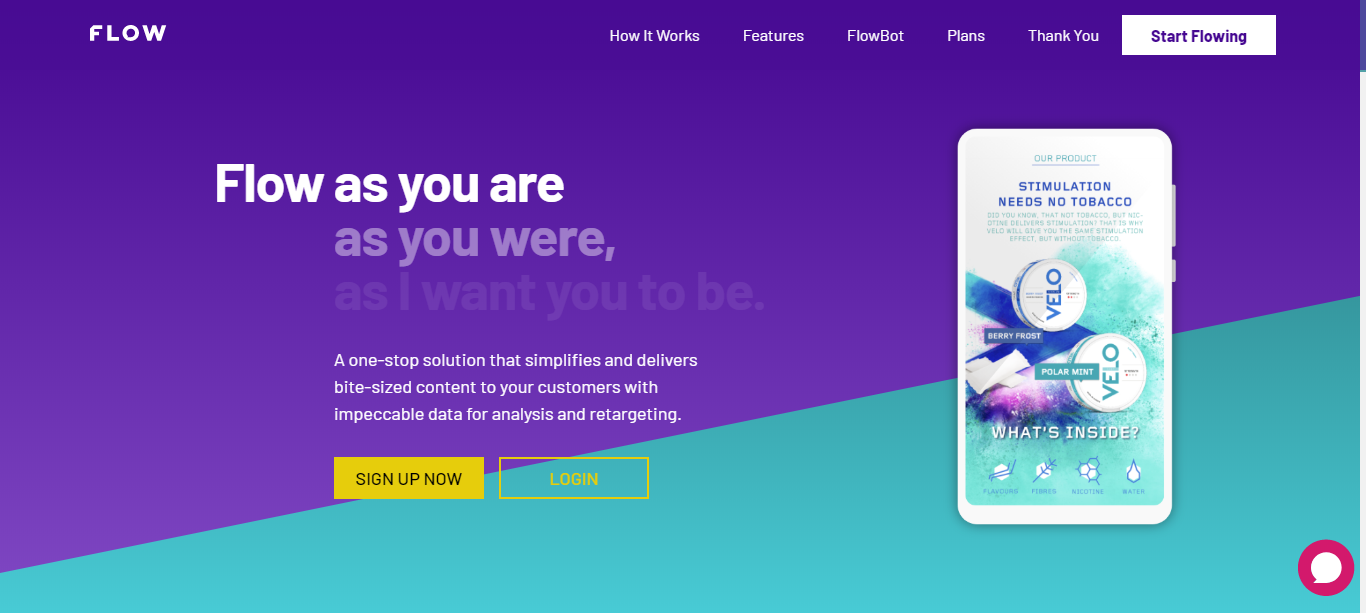 FLOW
How It Works
Features
FlowBot
Plans
Thank You
Start Flowing
Flow as you are
as you were,
as I want you to be.
A one-stop solution that simplifies and delivers
bite-sized content to your customers with
impeccable data for analysis and retargeting.
SIGN UP NOW
LOGIN
OUR PRODUCT
STIMULATION
NEEDS NO TOBACCO
DID YOU KNOW, THAT NOT TOBACCO, BUT NIC-
OTINE DELIVERS STIMULATION? THAT IS WHY
VELO WILL GIVE YOU THE SAME STIMULATION
EFFECT, BUT WITHOUT TOBACCO.
VELO
BERRY FROST
POLAR MINT
VELO
WHAT'S INSIDE?
FLAVOURS
FIBRES
NICOTINE
WATER